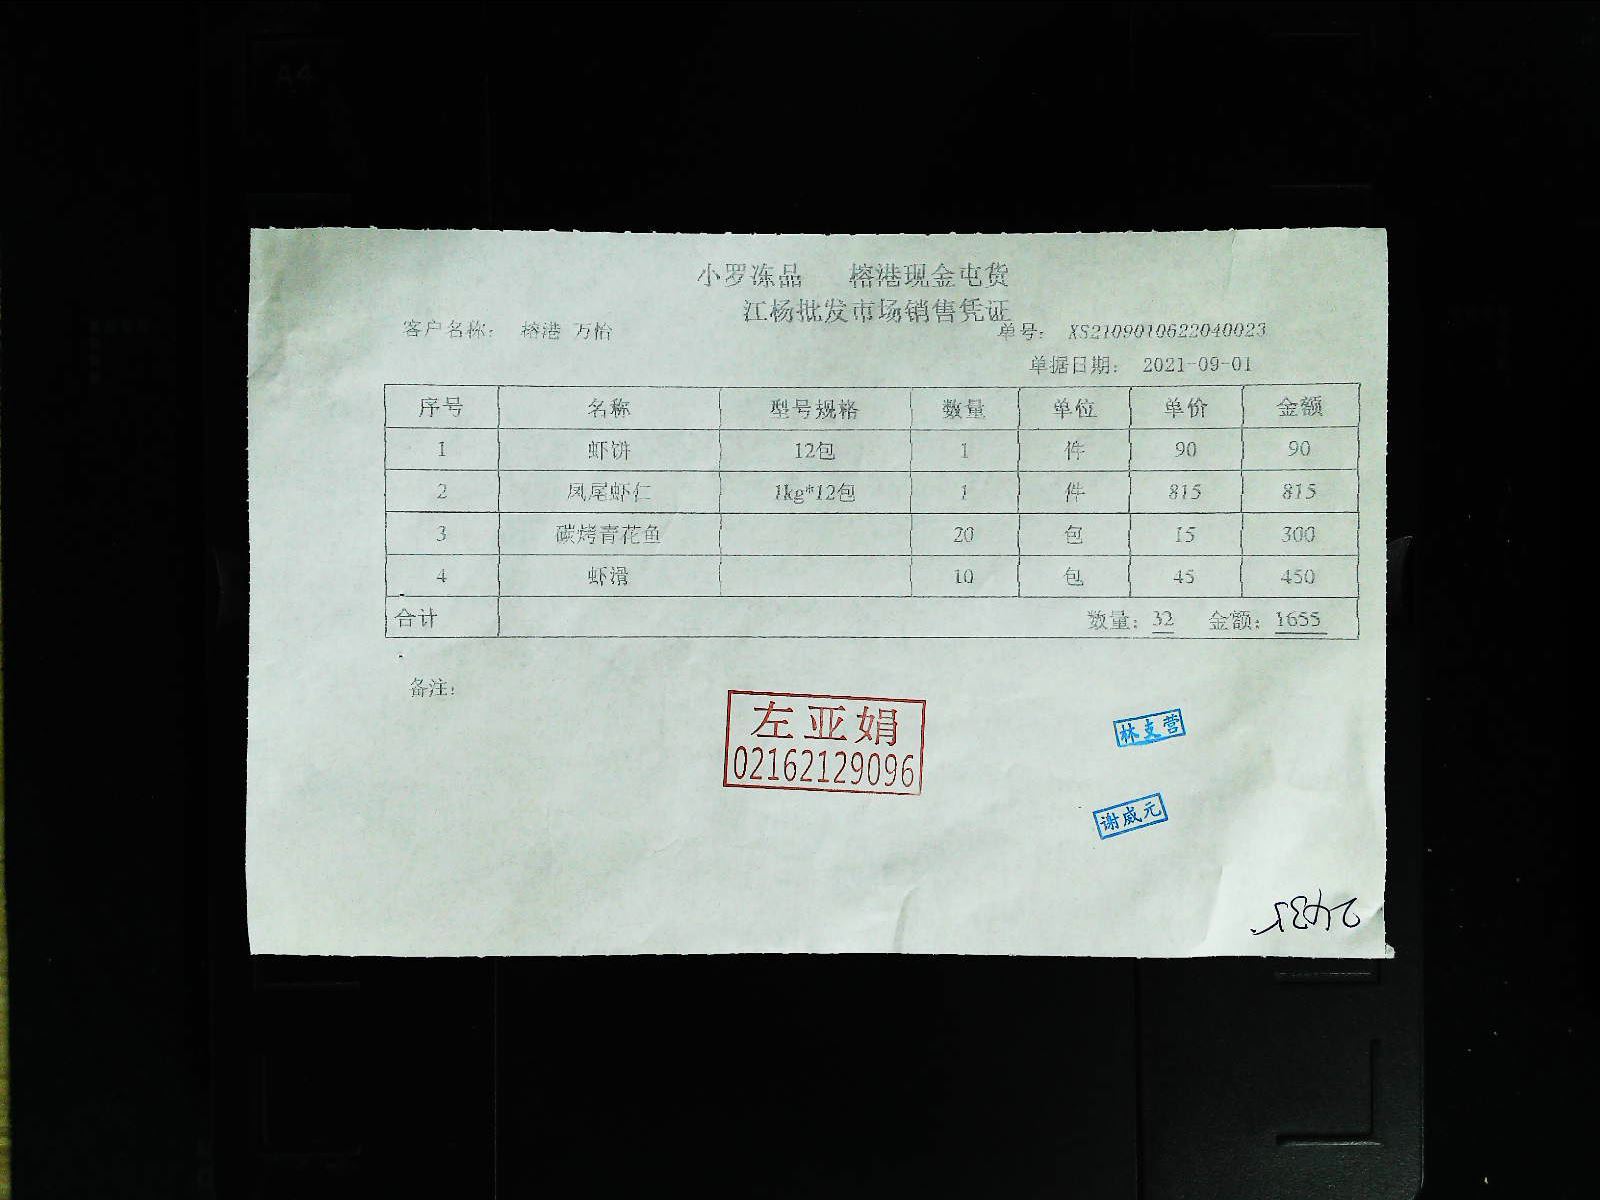 小罗冻品 榕港现金屯货
江杨批发市场销售凭证
客户名称: 榕港 万怡 单号: XS2109010622040023
单据日期: 2021-09-01
序号 名称 型号规格 数量 单位 单价 金额
1 虾饼 12包 1 件 90 90
2 凤尾虾仁 1kg*12包 1 件 815 815
3 碳烤青花鱼 20 包 15 300
4 虾滑 10 包 45 450
合计 数量: 32 金额: 1655
备注:
左亚娟
02162129096
林支营
谢威元
A4